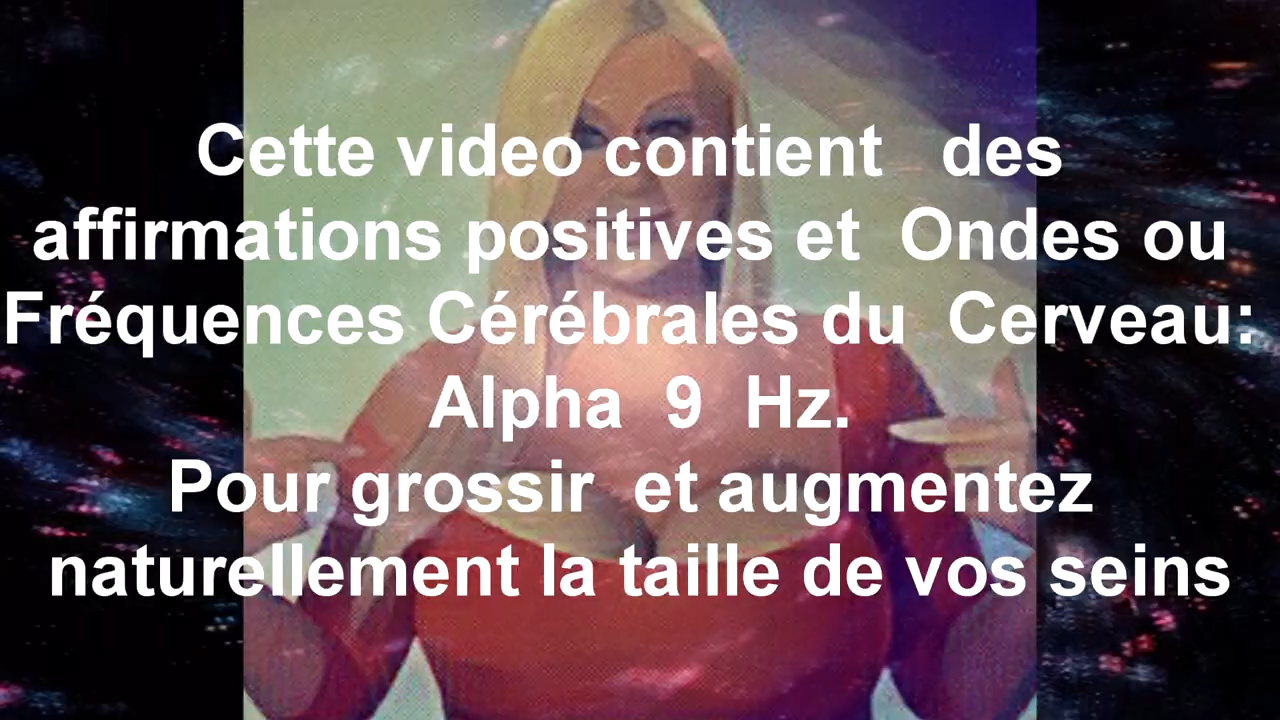 Cette video contient des
affirmations positives et Ondes ou
Fréquences Cérébrales du Cerveau:
Alpha 9 Hz.
Pour grossir et augmentez
naturellement la taille de vos seins